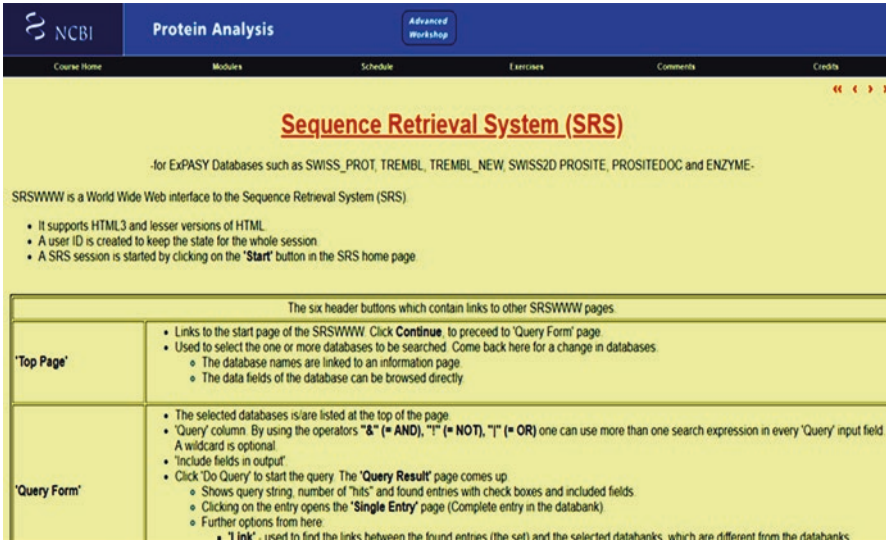 NCBI
Protein Analysis
Advanced
Workshop
Course Home Modules Schedule Exercises Comments Credits
Sequence Retrieval System (SRS)
-for ExPASY Databases such as SWISS_PROT, TREMBL, TREMBL_NEW, SWISS2D PROSITE, PROSITEDOC and ENZYME-
SRSWWW is a World Wide Web interface to the Sequence Retrieval System (SRS).
• It supports HTML3 and lesser versions of HTML.
• A user ID is created to keep the state for the whole session.
• A SRS session is started by clicking on the 'Start' button in the SRS home page.
The six header buttons which contain links to other SRSWWW pages.
'Top Page'
• Links to the start page of the SRSWWW. Click Continue, to preceed to 'Query Form' page.
• Used to select the one or more databases to be searched. Come back here for a change in databases.
The database names are linked to an information page.
The data fields of the database can be browsed directly.
'Query Form'
• The selected databases is/are listed at the top of the page.
• 'Query' column. By using the operators "&" (= AND), "!" (= NOT), "|" (= OR) one can use more than one search expression in every 'Query' input field.
A wildcard is optional.
• 'Include fields in output'.
• Click 'Do Query' to start the query. The 'Query Result' page comes up.
Shows query string, number of "hits" and found entries with check boxes and included fields.
Clicking on the entry opens the 'Single Entry' page (Complete entry in the databank).
Further options from here:
'Link' - used to find the links between the found entries (the set) and the selected databanks, which are different from the databanks